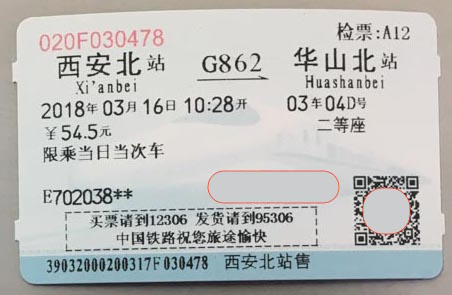 020F030478 检票:A12
西安北站 G862 华山北站
Xi'anbei Huashanbei
2018年03月16日10:28开 03车04D号
￥54.5元 二等座
限乘当日当次车
E702038**
买票请到12306 发货请到95306
中国铁路祝您旅途愉快
39032000200317F030478 西安北站售